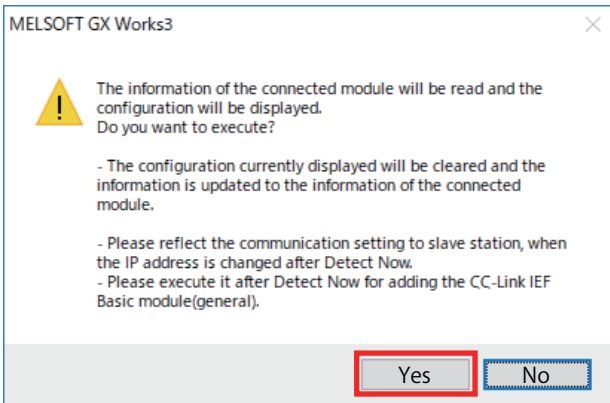 MELSOFT GX Works3
The information of the connected module will be read and the
configuration will be displayed.
Do you want to execute?
- The configuration currently displayed will be cleared and the
information is updated to the information of the connected
module.
- Please reflect the communication setting to slave station, when
the IP address is changed after Detect Now.
- Please execute it after Detect Now for adding the CC-Link IEF
Basic module(general).
Yes
No